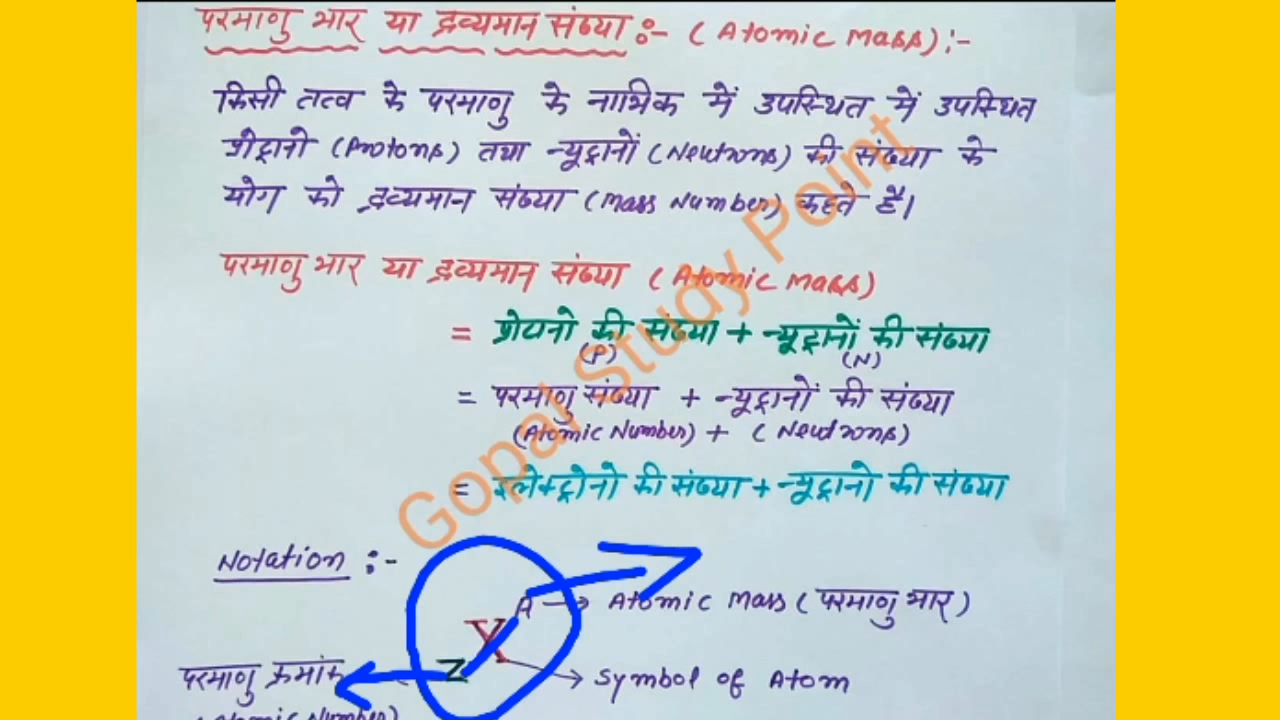 परमाणु भार या द्रव्यमान संख्या :- (Atomic Mass) :-
किसी तत्व के परमाणु के नाभिक में उपस्थित में उपस्थित
प्रोट्रानो (Protons) तथा न्यूट्रानों (Neutrons) की संख्या के
योग को द्रव्यमान संख्या (Mass Number) कहते हैं।
परमाणु भार या द्रव्यमान संख्या (Atomic Mass)
= प्रोटानो की संख्या + न्यूट्रानों की संख्या
(P) (N)
= परमाणु संख्या + न्यूट्रानों की संख्या
(Atomic Number) + (Neutrons)
= इलेक्ट्रोनो की संख्या + न्यूट्रानो की संख्या
Notation :-
A → Atomic Mass (परमाणु भार)
X
परमाणु क्रमांक Z → Symbol of Atom
(Atomic Number)
Gopal Study Point